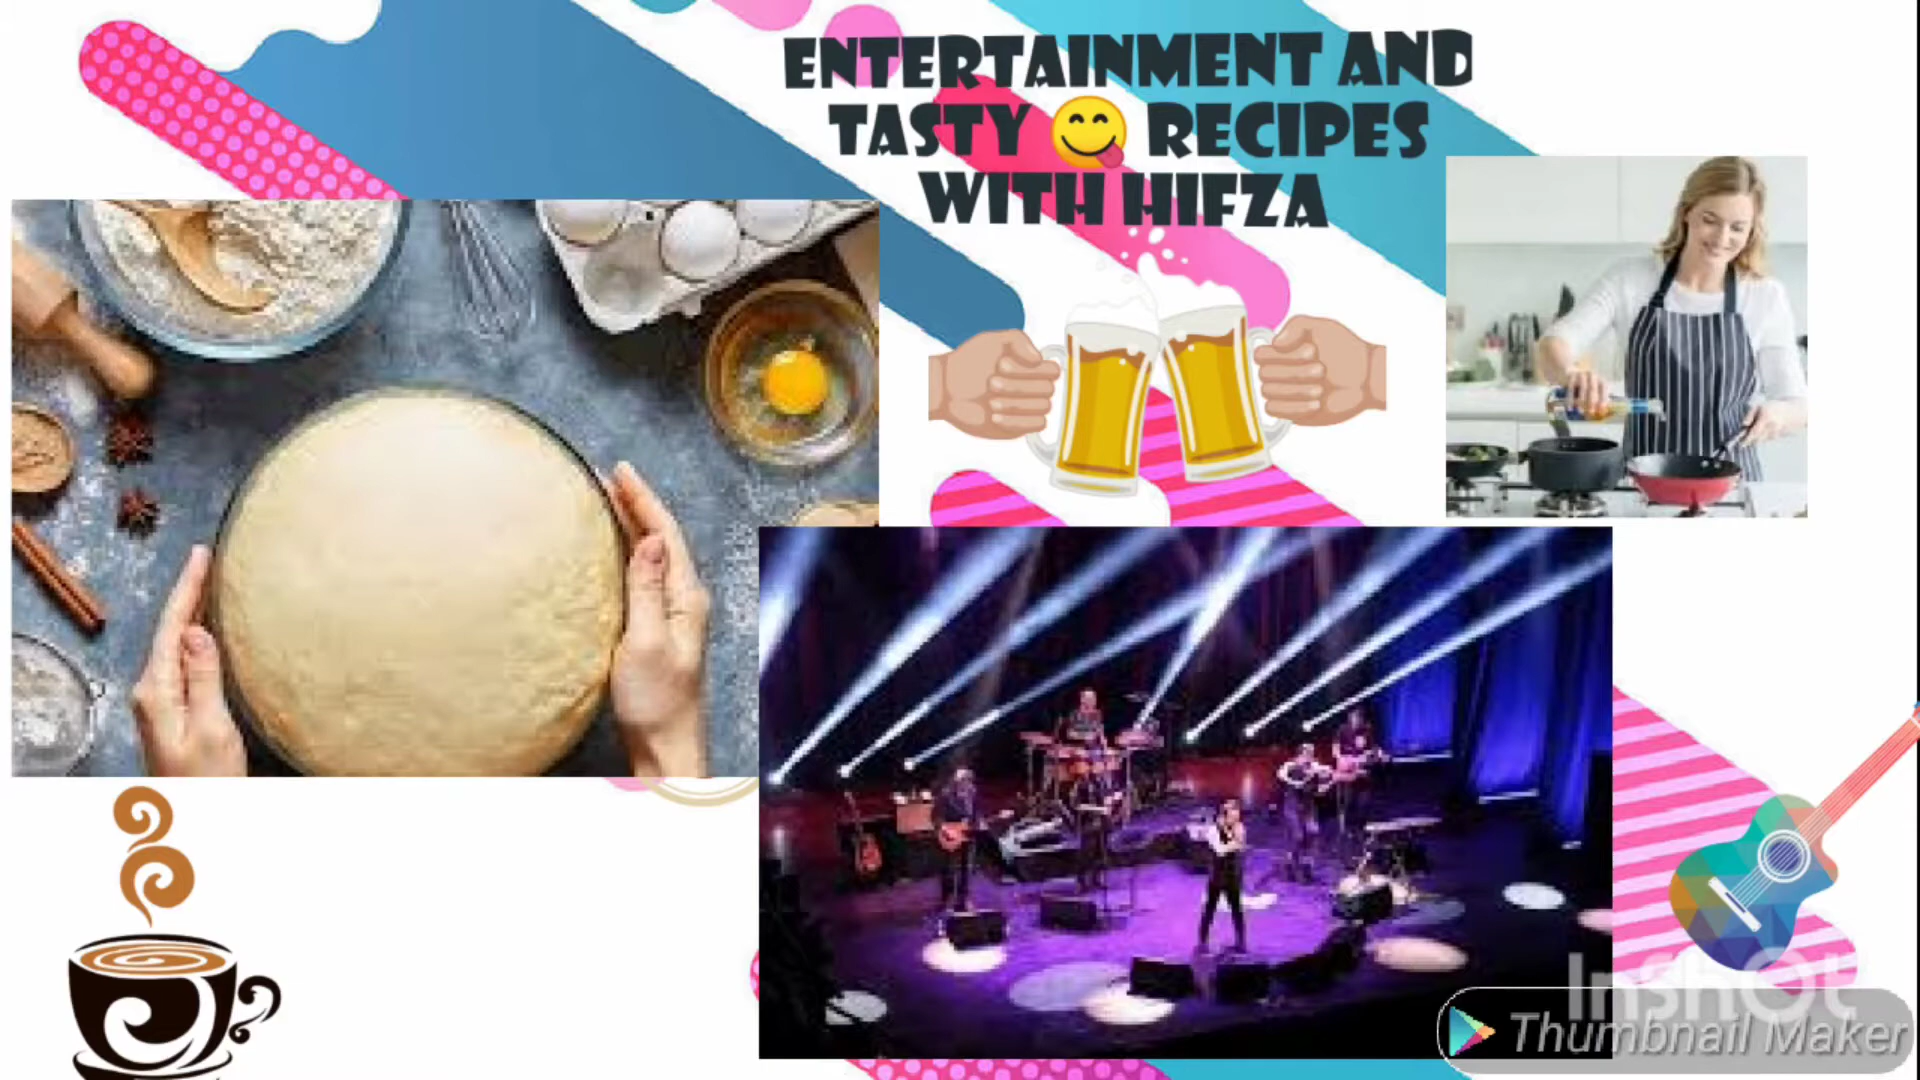 ENTERTAINMENT AND
TASTY 😋 RECIPES
WITH HIFZA
InShOt
Thumbnail Maker